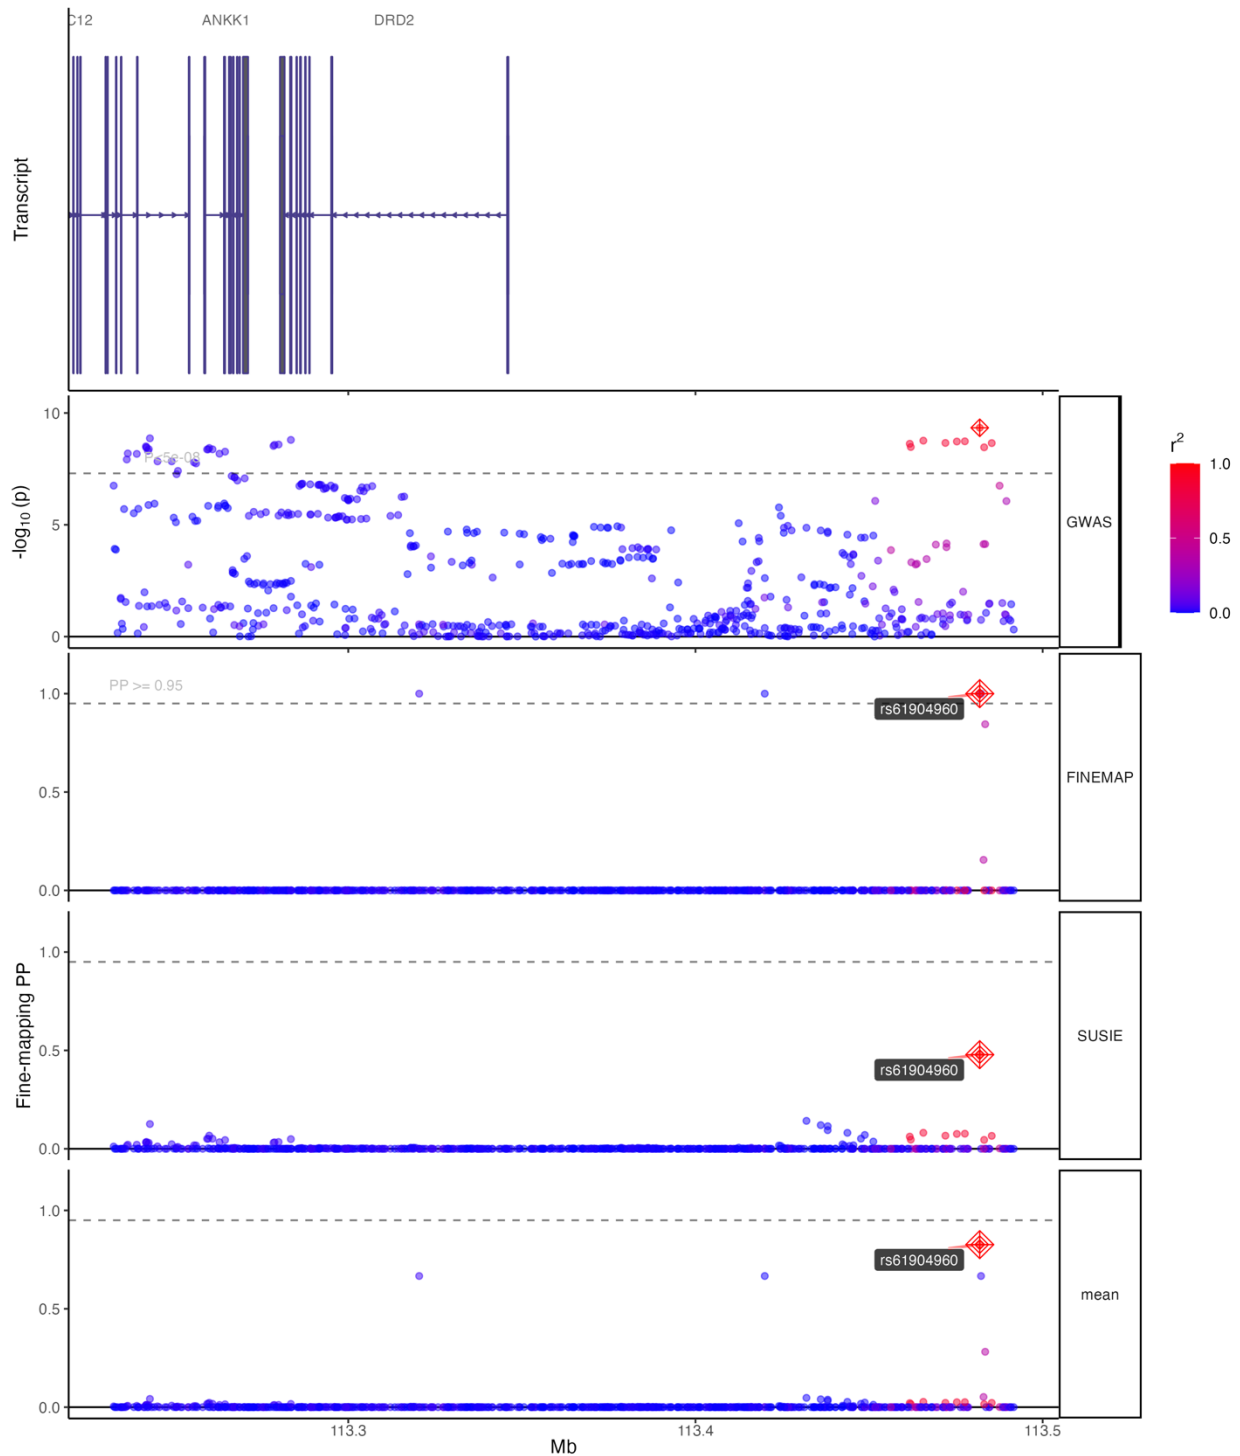 C12 ANKK1 DRD2
Transcript
10
5
0
-log10 (p)
P<5e-08
GWAS
r2
1.0
0.5
0.0
PP >= 0.95
1.0
0.5
0.0
rs61904960
FINEMAP
Fine-mapping PP
1.0
0.5
0.0
rs61904960
SUSIE
1.0
0.5
0.0
rs61904960
mean
113.3 113.4 113.5
Mb